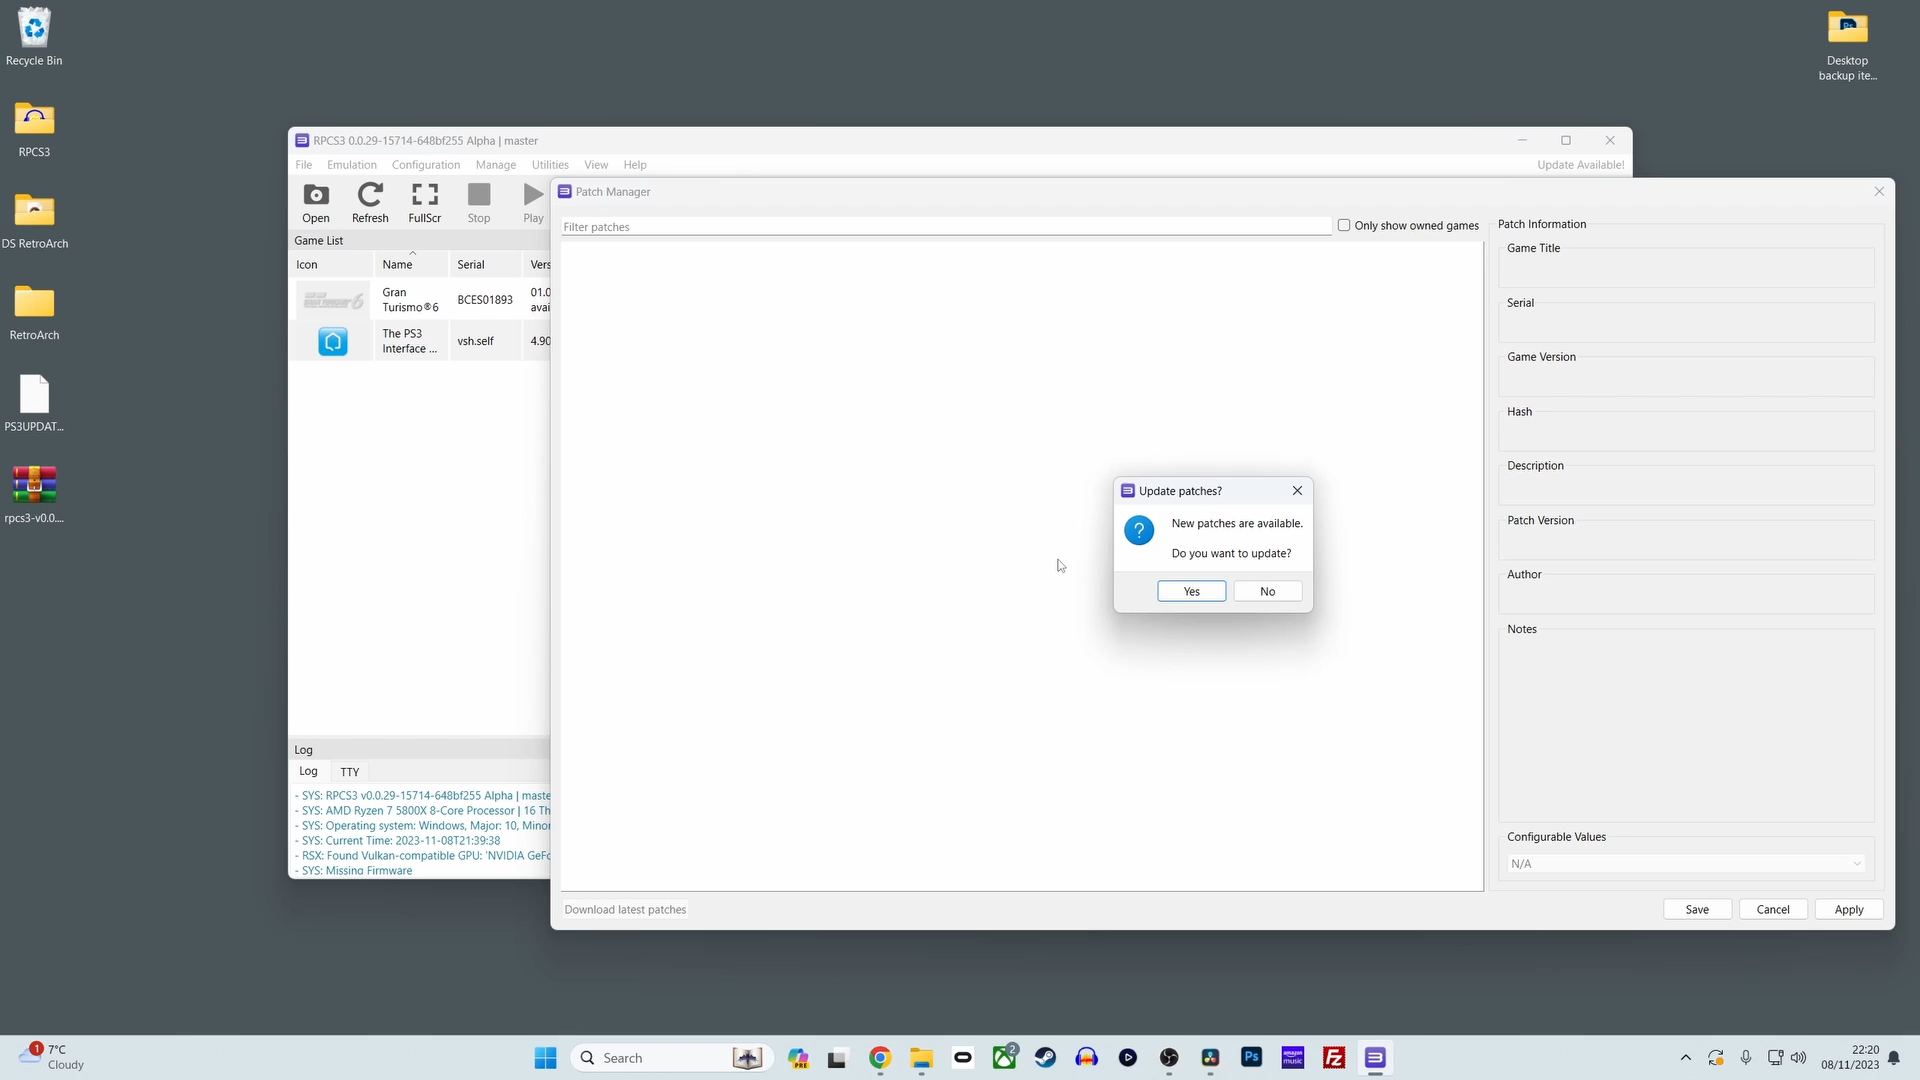 Recycle Bin
RPCS3
DS RetroArch
RetroArch
PS3UPDAT...
rpcs3-v0.0....
Ps
Desktop
backup ite...
RPCS3 0.0.29-15714-648bf255 Alpha | master
File Emulation Configuration Manage Utilities View Help
Update Available!
Open Refresh FullScr Stop Play
Game List
Icon Name Serial Vers
Gran
Turismo®6
BCES01893
01.0
avai
The PS3
Interface ...
vsh.self
4.90
Log
Log TTY
- SYS: RPCS3 v0.0.29-15714-648bf255 Alpha | maste
- SYS: AMD Ryzen 7 5800X 8-Core Processor | 16 Th
- SYS: Operating system: Windows, Major: 10, Minor
- SYS: Current Time: 2023-11-08T21:39:38
- RSX: Found Vulkan-compatible GPU: 'NVIDIA GeFo
- SYS: Missing Firmware
Patch Manager
Filter patches
Only show owned games
Patch Information
Game Title
Serial
Game Version
Hash
Description
Patch Version
Author
Notes
Configurable Values
N/A
Download latest patches
Save Cancel Apply
Update patches?
New patches are available.
Do you want to update?
Yes No
1
7°C
Cloudy
Search
PRE
2
Ps
amazon
music
Fz
22:20
08/11/2023